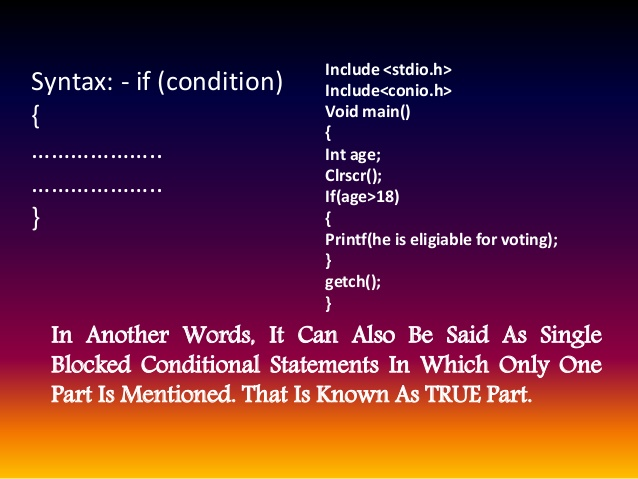 Syntax: - if (condition)
{
………………..
………………..
}
Include <stdio.h>
Include<conio.h>
Void main()
{
Int age;
Clrscr();
If(age>18)
{
Printf(he is eligiable for voting);
}
getch();
}
In Another Words, It Can Also Be Said As Single
Blocked Conditional Statements In Which Only One
Part Is Mentioned. That Is Known As TRUE Part.